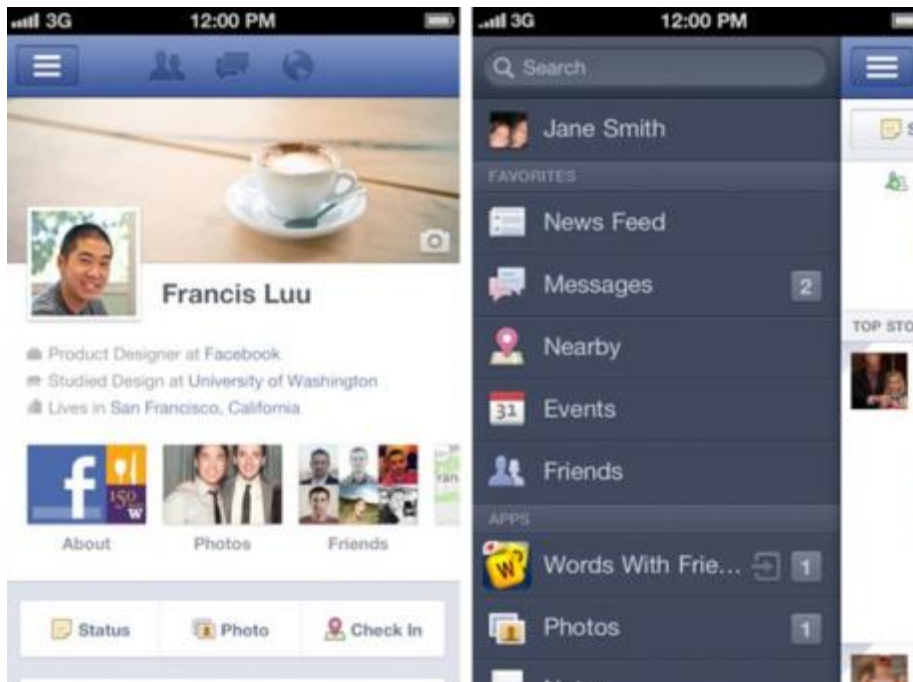 3G 12:00 PM
Francis Luu
Product Designer at Facebook
Studied Design at University of Washington
Lives in San Francisco, California
f
150
W
About Photos Friends
Status Photo Check In
3G 12:00 PM
Search
Jane Smith
FAVORITES
News Feed
Messages 2
Nearby
TOP STO
31 Events
Friends
APPS
W Words With Frie... 1
Photos 1